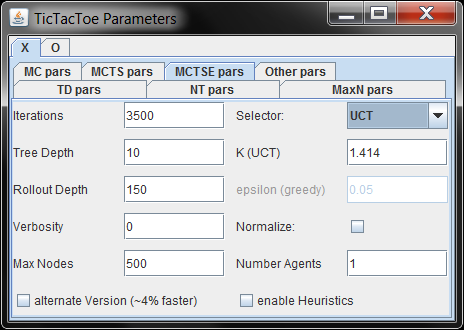 TicTacToe Parameters
X O
MC pars MCTS pars MCTSE pars Other pars
TD pars NT pars MaxN pars
Iterations 3500 Selector: UCT
Tree Depth 10 K (UCT) 1.414
Rollout Depth 150 epsilon (greedy) 0.05
Verbosity 0 Normalize:
Max Nodes 500 Number Agents 1
alternate Version (~4% faster) enable Heuristics